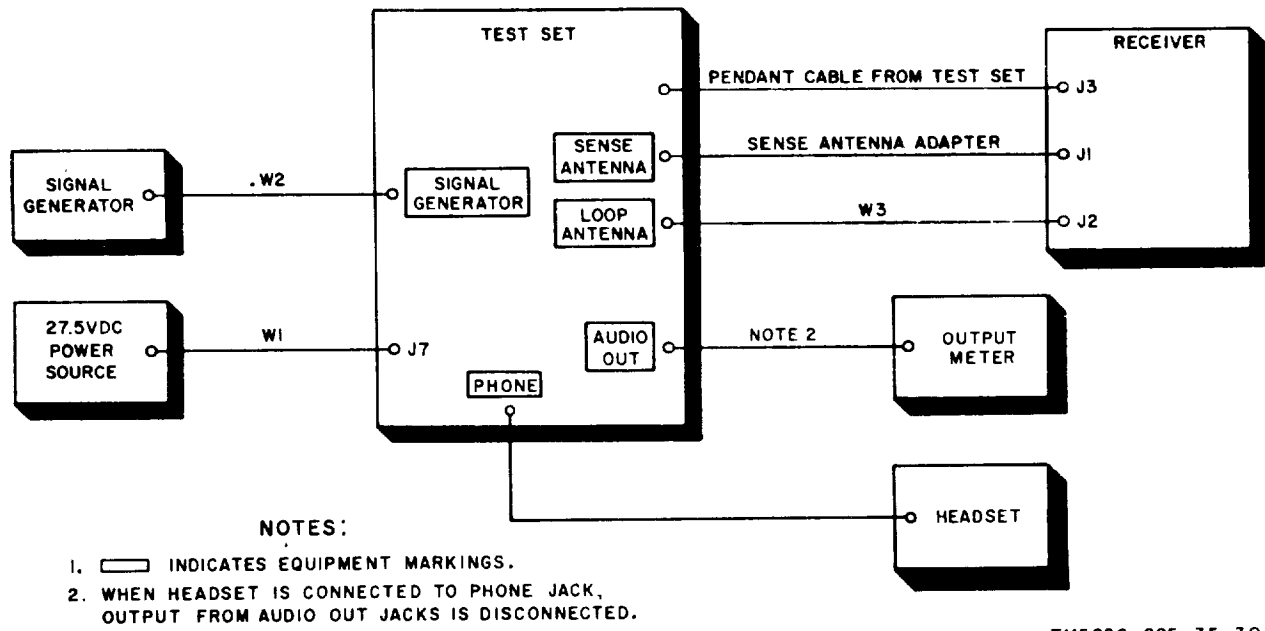 TEST SET
RECEIVER
PENDANT CABLE FROM TEST SET
J3
SENSE
ANTENNA
SENSE ANTENNA ADAPTER
J1
SIGNAL
GENERATOR
.W2
SIGNAL
GENERATOR
LOOP
ANTENNA
W3
J2
27.5VDC
POWER
SOURCE
W1
J7
AUDIO
OUT
NOTE 2
OUTPUT
METER
PHONE
HEADSET
NOTES:
1. INDICATES EQUIPMENT MARKINGS.
2. WHEN HEADSET IS CONNECTED TO PHONE JACK,
OUTPUT FROM AUDIO OUT JACKS IS DISCONNECTED.